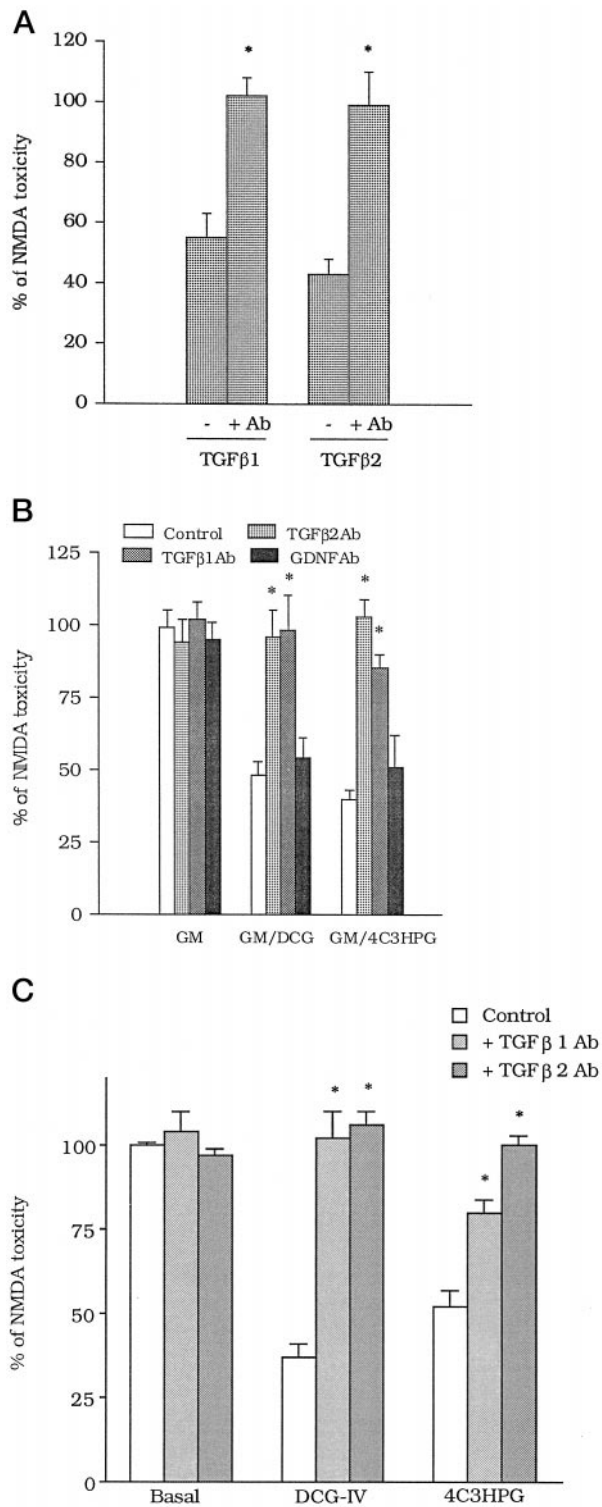 A
120
100
80
60
40
20
0
% of NMDA toxicity
* *
- + Ab - + Ab
TGFβ1 TGFβ2
B
Control TGFβ2Ab
TGFβ1Ab GDNFAb
125
100
75
50
25
0
% of NMDA toxicity
* * * *
GM GM/DCG GM/4C3HPG
C
Control
+ TGFβ 1 Ab
+ TGFβ 2 Ab
100
75
50
25
0
% of NMDA toxicity
* * * *
Basal DCG-IV 4C3HPG